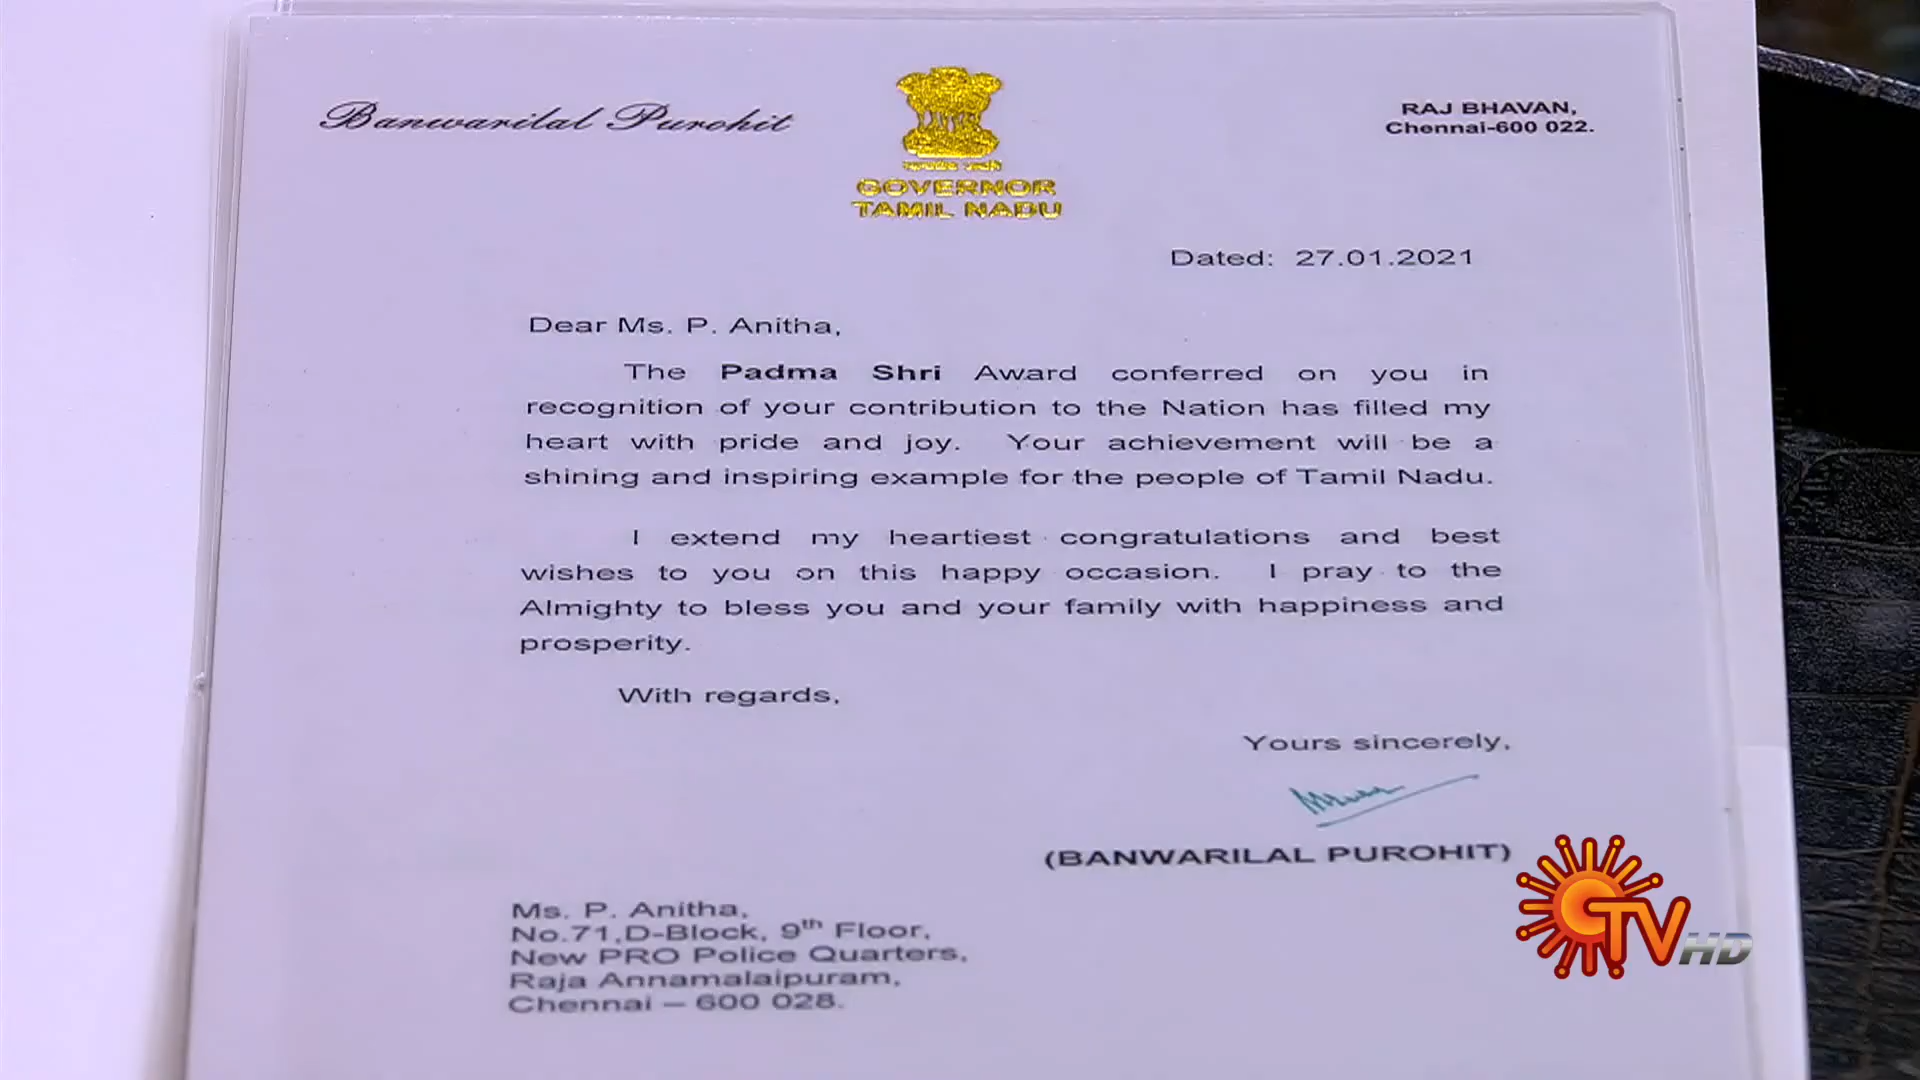 Banwarilal Purohit
GOVERNOR
TAMIL NADU
RAJ BHAVAN,
Chennai-600 022.
Dated: 27.01.2021
Dear Ms. P. Anitha,
The Padma Shri Award conferred on you in
recognition of your contribution to the Nation has filled my
heart with pride and joy. Your achievement will be a
shining and inspiring example for the people of Tamil Nadu.
I extend my heartiest congratulations and best
wishes to you on this happy occasion. I pray to the
Almighty to bless you and your family with happiness and
prosperity.
With regards,
Yours sincerely,
(BANWARILAL PUROHIT)
Ms. P. Anitha,
No.71,D-Block, 9th Floor,
New PRO Police Quarters,
Raja Annamalaipuram,
Chennai – 600 028.
TV HD